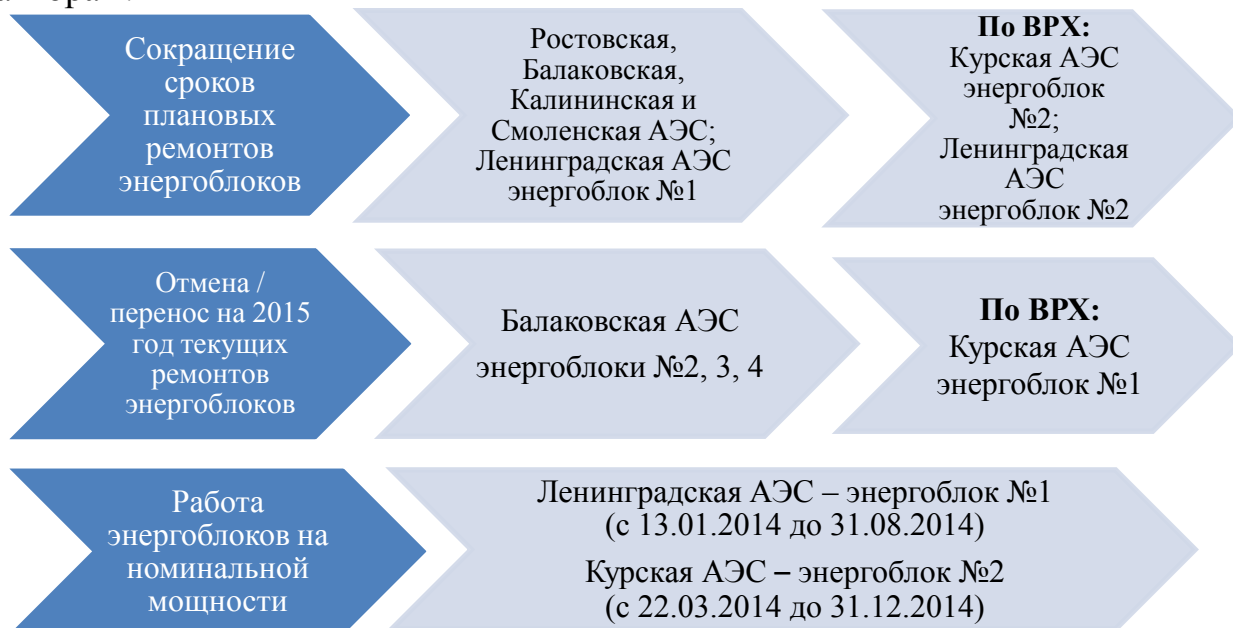 Сокращение
сроков
плановых
ремонтов
энергоблоков
Ростовская,
Балаковская,
Калининская и
Смоленская АЭС;
Ленинградская АЭС
энергоблок №1
По ВРХ:
Курская АЭС
энергоблок
№2;
Ленинградская
АЭС
энергоблок №2
Отмена /
перенос на 2015
год текущих
ремонтов
энергоблоков
Балаковская АЭС
энергоблоки №2, 3, 4
По ВРХ:
Курская АЭС
энергоблок №1
Работа
энергоблоков на
номинальной
мощности
Ленинградская АЭС – энергоблок №1
(с 13.01.2014 до 31.08.2014)
Курская АЭС – энергоблок №2
(с 22.03.2014 до 31.12.2014)